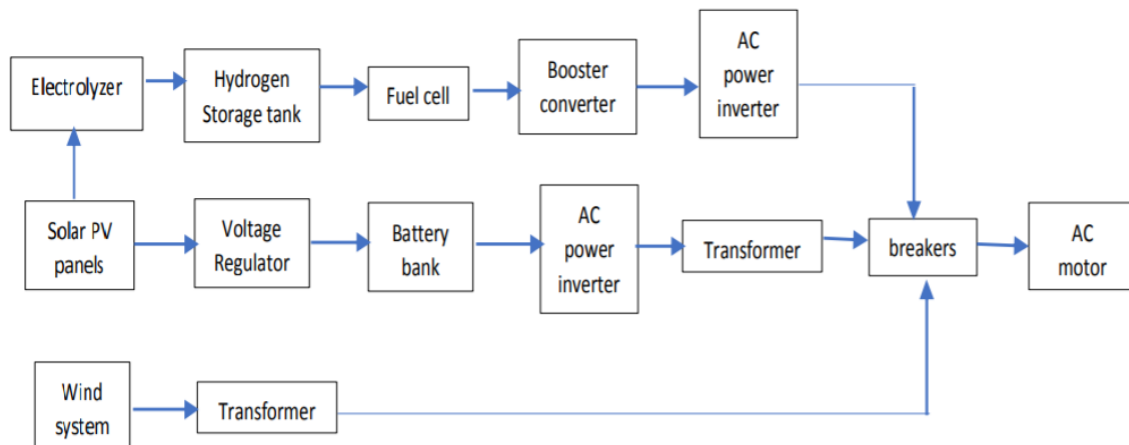 Electrolyzer
Hydrogen
Storage tank
Fuel cell
Booster
converter
AC
power
inverter
Solar PV
panels
Voltage
Regulator
Battery
bank
AC
power
inverter
Transformer
breakers
AC
motor
Wind
system
Transformer